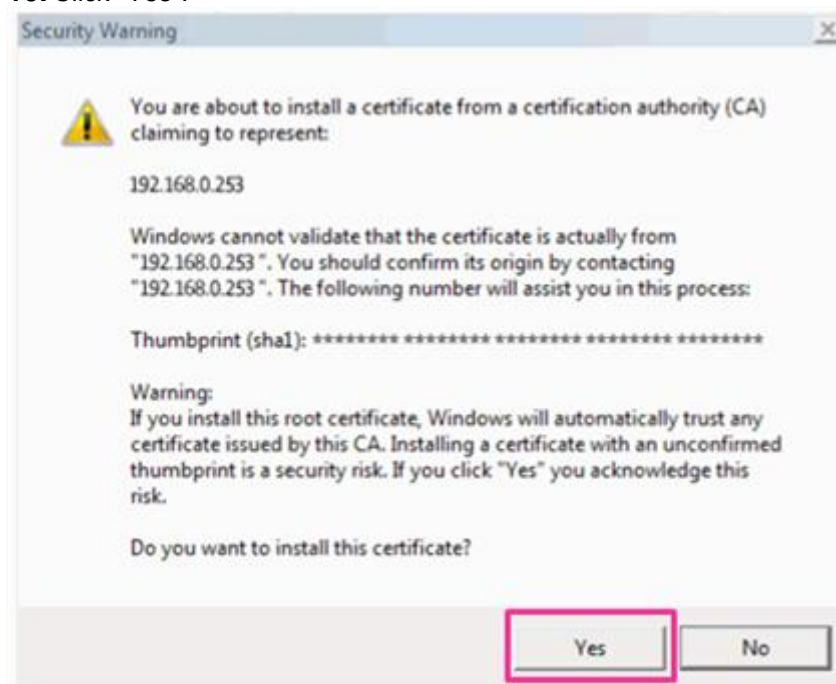 Security Warning
You are about to install a certificate from a certification authority (CA)
claiming to represent:
192.168.0.253
Windows cannot validate that the certificate is actually from
"192.168.0.253 ". You should confirm its origin by contacting
"192.168.0.253 ". The following number will assist you in this process:
Thumbprint (sha1): ******** ******** ******** ******** ********
Warning:
If you install this root certificate, Windows will automatically trust any
certificate issued by this CA. Installing a certificate with an unconfirmed
thumbprint is a security risk. If you click "Yes" you acknowledge this
risk.
Do you want to install this certificate?
Yes No